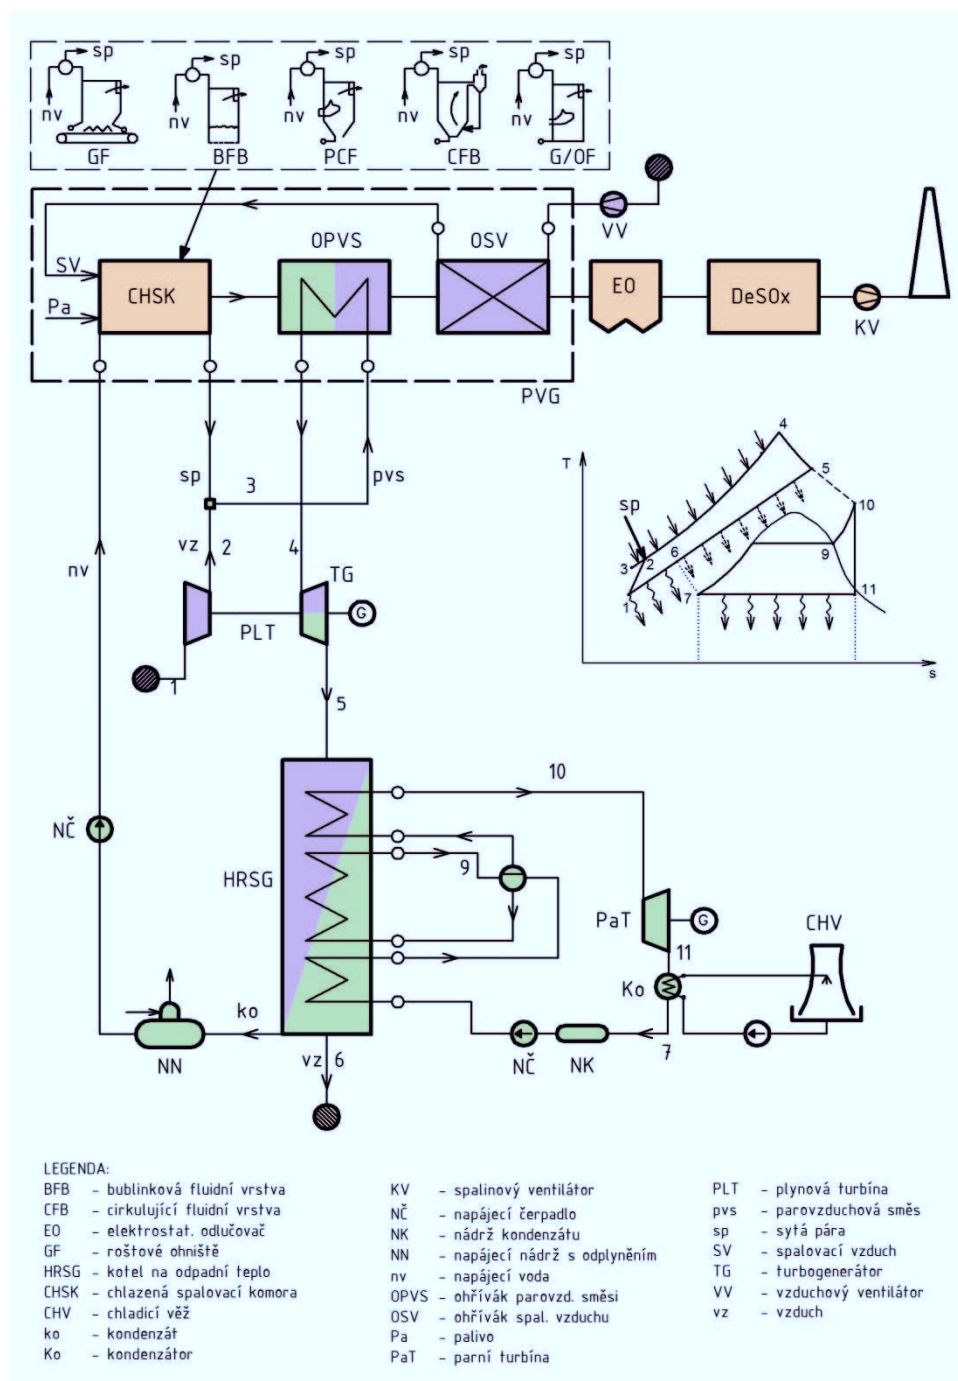 sp sp sp sp sp
nv nv nv nv nv
GF BFB PCF CFB G/OF
VV
OPVS OSV
SV
CHSK EO DeSOx
Pa
KV
PVG
T 4
5
sp 3 pvs sp 10
vz 2 4 6 9
nv 3 2
TG 1 7 11
G
PLT
s
1
5
10
NČ
9
HRSG
PaT G CHV
11
Ko
ko
7
NN vz 6 NČ NK
LEGENDA:
BFB - bublinková fluidní vrstva
CFB - cirkulující fluidní vrstva
EO - elektrostat. odlučovač
GF - roštové ohniště
HRSG - kotel na odpadní teplo
CHSK - chlazená spalovací komora
CHV - chladicí věž
ko - kondenzát
Ko - kondenzátor
KV - spalinový ventilátor
NČ - napájecí čerpadlo
NK - nádrž kondenzátu
NN - napájecí nádrž s odplyněním
nv - napájecí voda
OPVS - ohřívák parovzd. směsi
OSV - ohřívák spal. vzduchu
Pa - palivo
PaT - parní turbína
PLT - plynová turbína
pvs - parovzduchová směs
sp - sytá pára
SV - spalovací vzduch
TG - turbogenerátor
VV - vzduchový ventilátor
vz - vzduch